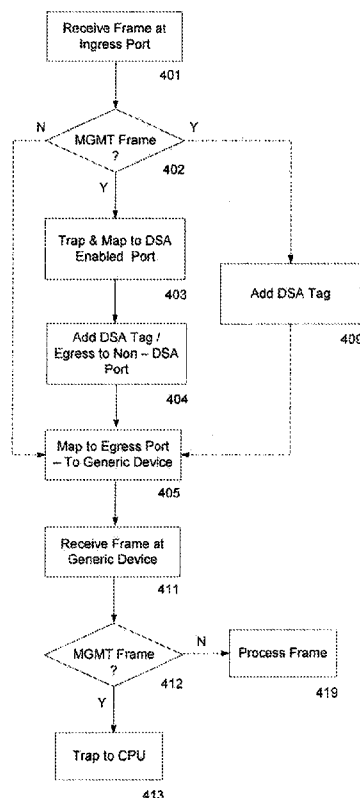 Receive Frame at
Ingress Port
401
N
MGMT Frame
?
Y
402
Y
Trap & Map to DSA
Enabled Port
403
Add DSA Tag
409
Add DSA Tag /
Egress to Non – DSA
Port
404
Map to Egress Port
– To Generic Device
405
Receive Frame at
Generic Device
411
MGMT Frame
?
412
N
Process Frame
419
Y
Trap to CPU
413